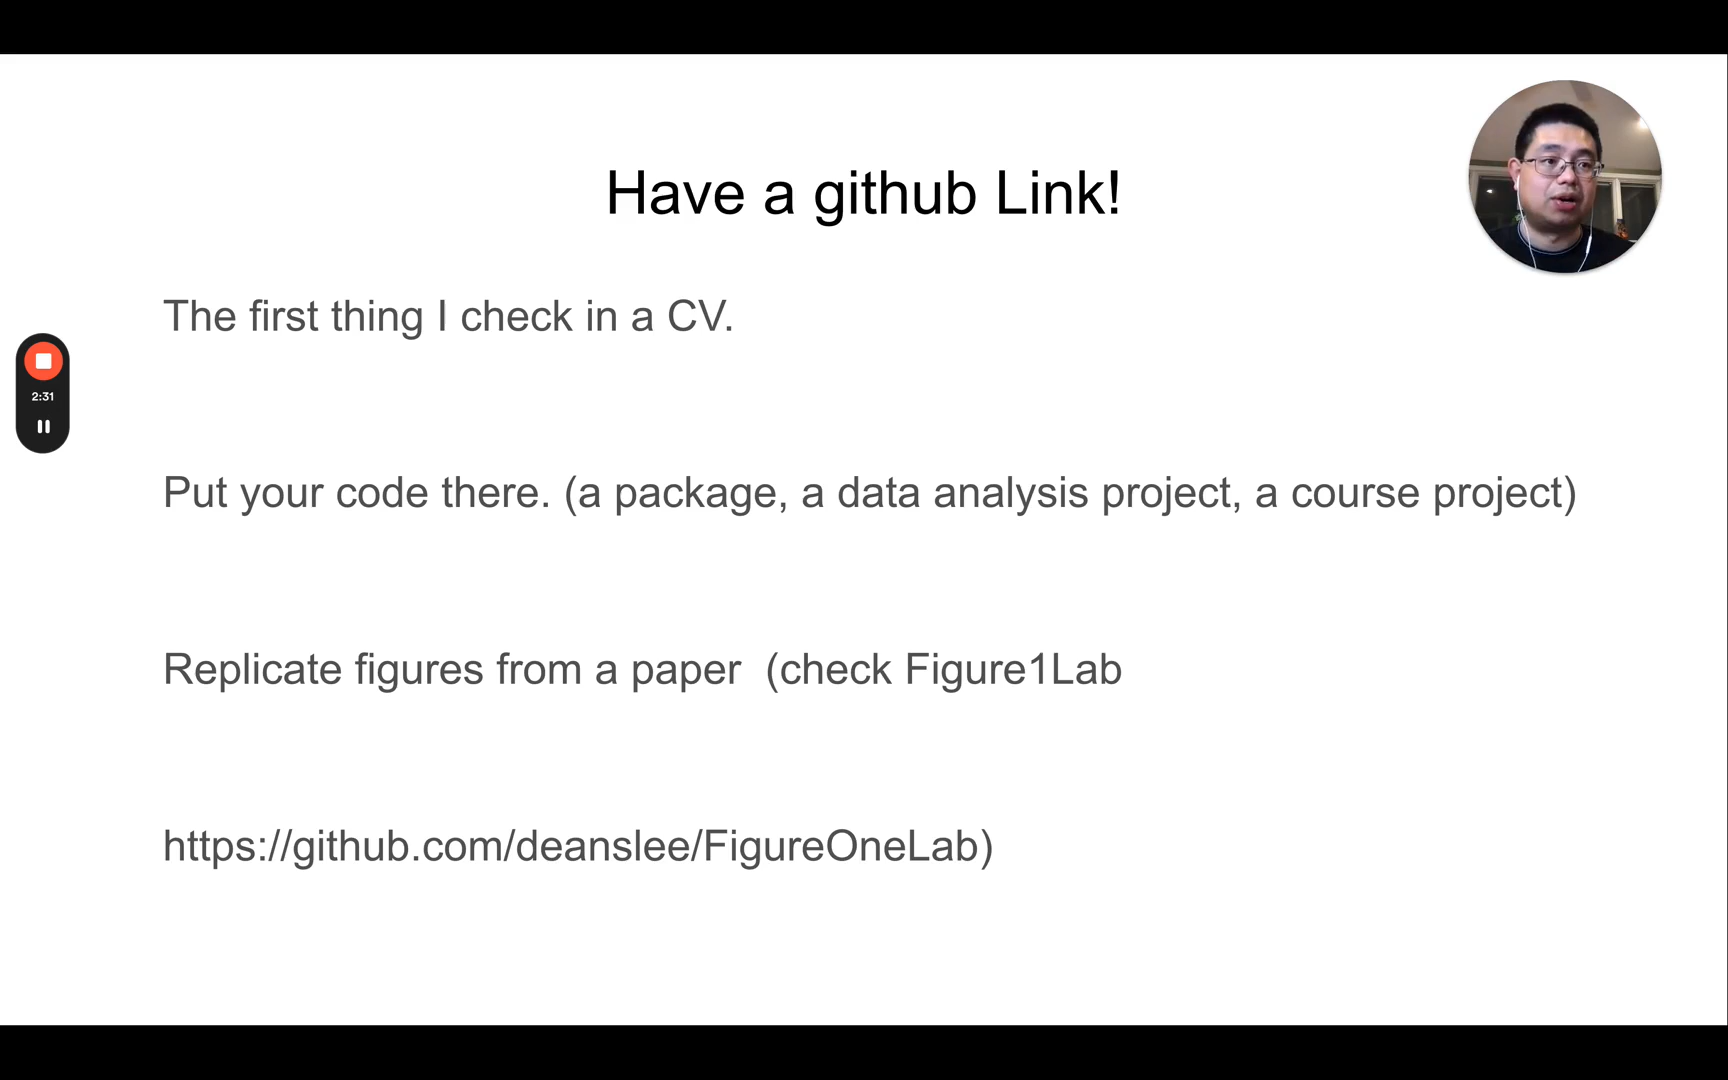 Have a github Link!
The first thing I check in a CV.
2:31
Put your code there. (a package, a data analysis project, a course project)
Replicate figures from a paper  (check Figure1Lab
https://github.com/deanslee/FigureOneLab)